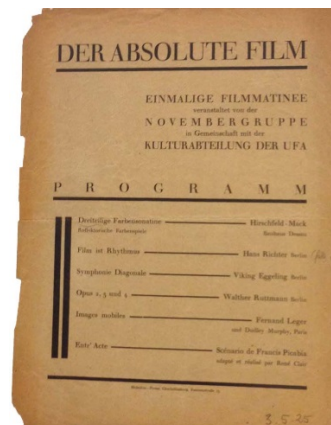 DER ABSOLUTE FILM
EINMALIGE FILMMATINEE
veranstaltet von der
NOVEMBERGRUPPE
in Gemeinschaft mit der
KULTURABTEILUNG DER UFA
PROGRAMM
Dreiteilige Farbensonatine Hirschfeld-Mack
Reflektorische Farbenspiele Bauhaus Dessau
Film ist Rhythmus Hans Richter Berlin
Symphonie Diagonale Viking Eggeling Berlin
Opus 2, 3 und 4 Walther Ruttmann Berlin
Images mobiles Fernand Leger
und Dudley Murphy, Paris
Entr'Acte Scénario de Francis Picabia
adapté et réalisé par René Clair
3.5.25